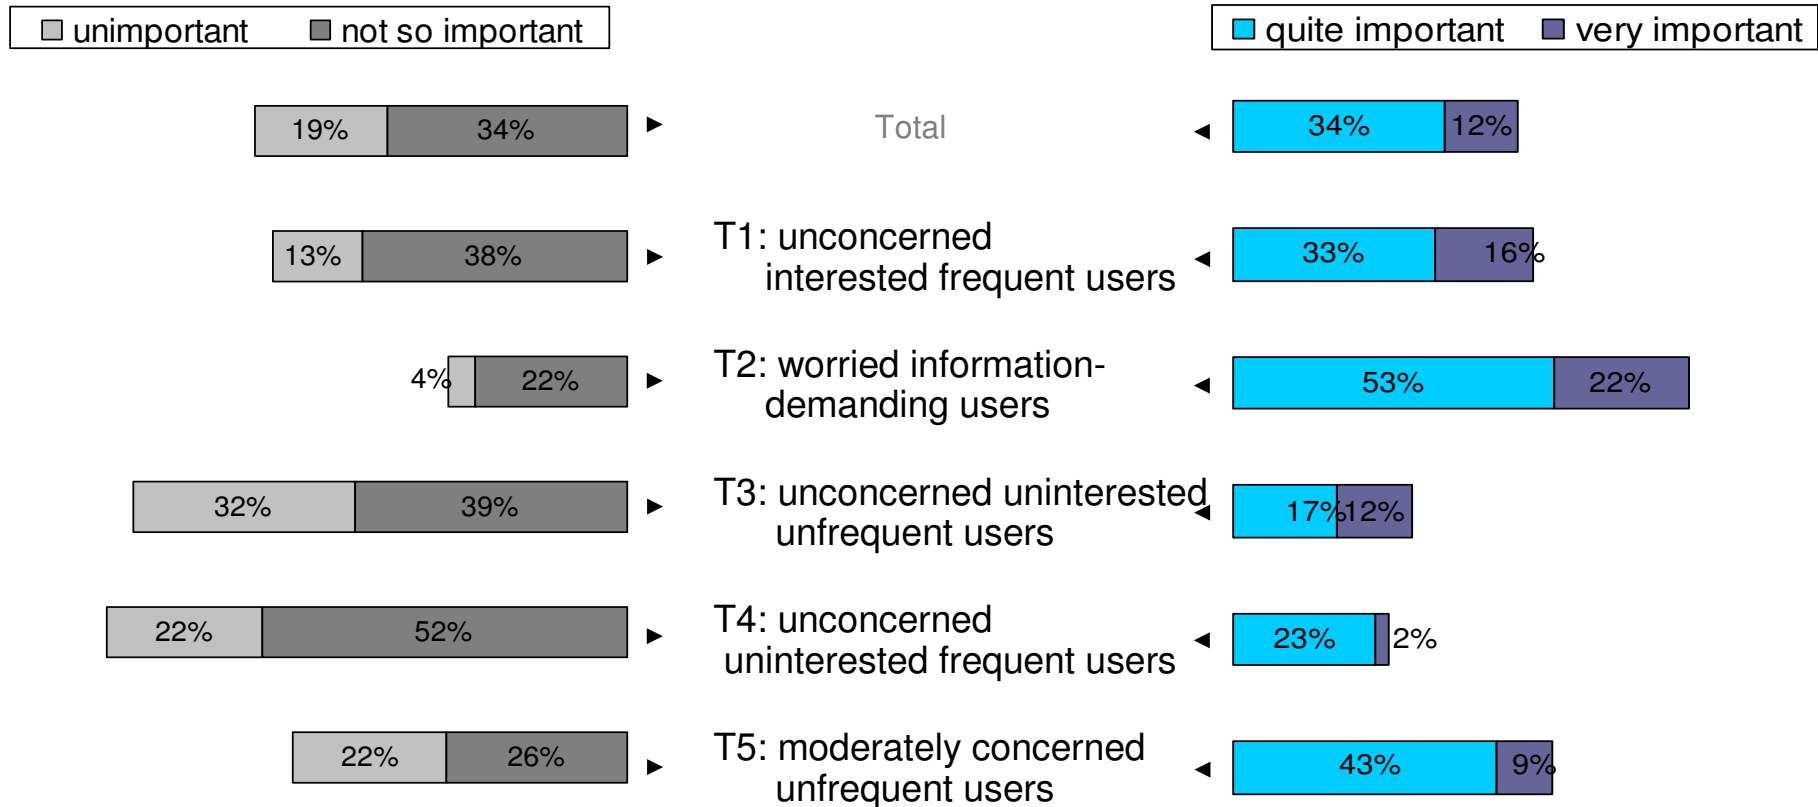 unimportant not so important quite important very important
19% 34% Total 34% 12%
13% 38% T1: unconcerned interested frequent users 33% 16%
4% 22% T2: worried information-
demanding users 53% 22%
32% 39% T3: unconcerned uninterested
unfrequent users 17% 12%
22% 52% T4: unconcerned
uninterested frequent users 23% 2%
22% 26% T5: moderately concerned
unfrequent users 43% 9%